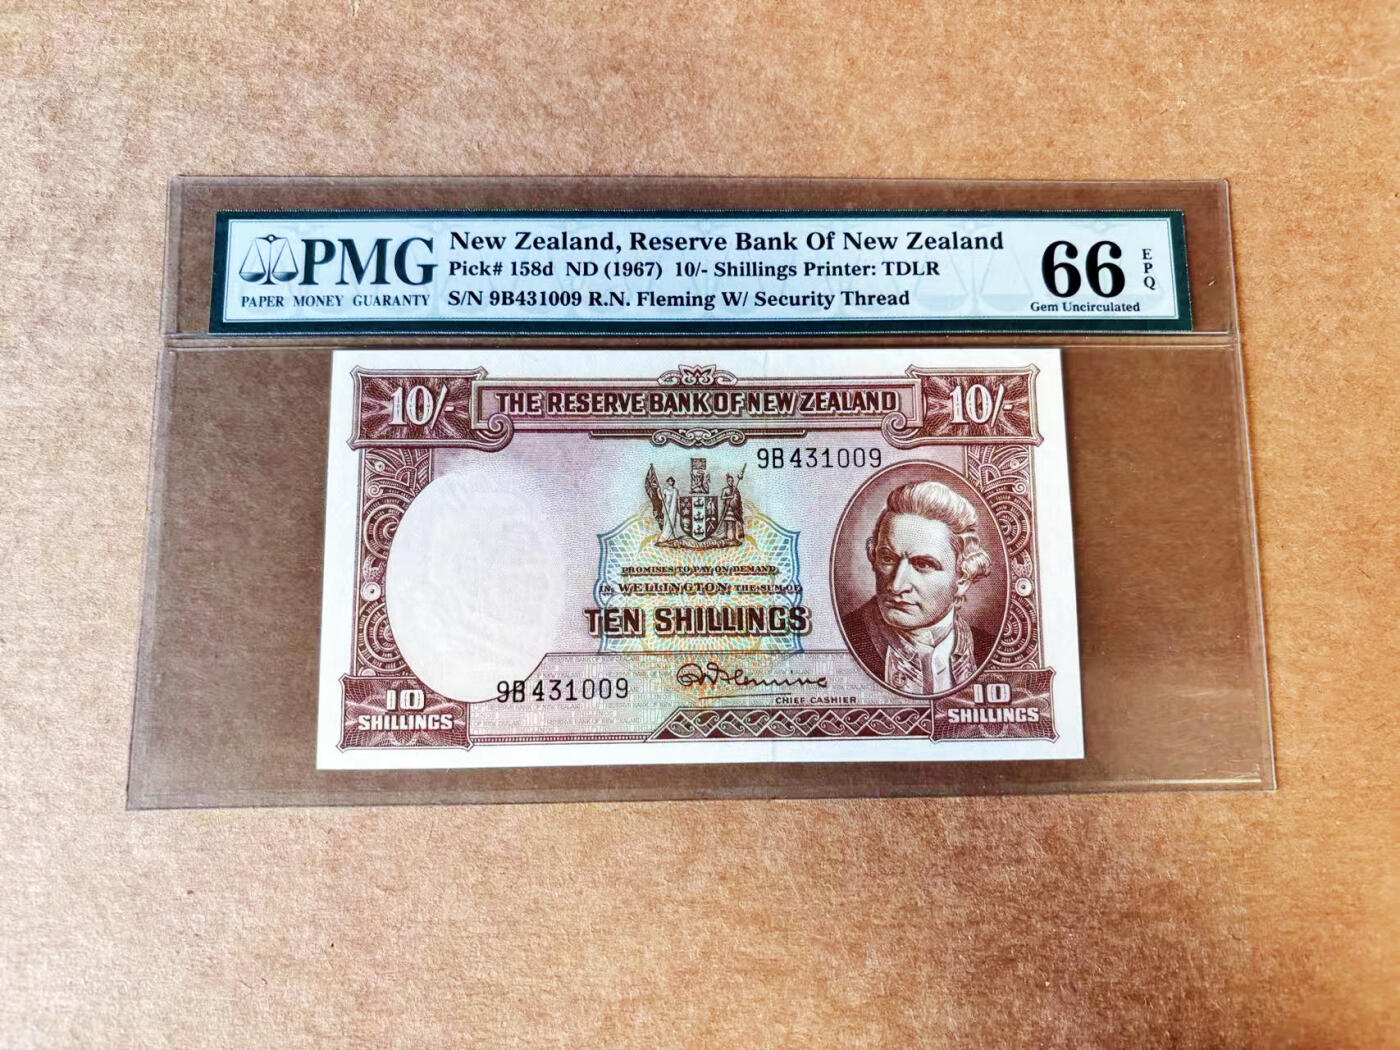 PMG
PAPER MONEY GUARANTY
New Zealand, Reserve Bank Of New Zealand
Pick# 158d ND (1967) 10/- Shillings Printer: TDLR
S/N 9B431009 R.N. Fleming W/ Security Thread
66
EPQ
Gem Uncirculated
10/-
THE RESERVE BANK OF NEW ZEALAND
10/-
9B431009
PROMISES TO PAY ON DEMAND
IN WELLINGTON THE SUM OF
TEN SHILLINGS
9B431009
RNFleming
CHIEF CASHIER
10
SHILLINGS
10
SHILLINGS